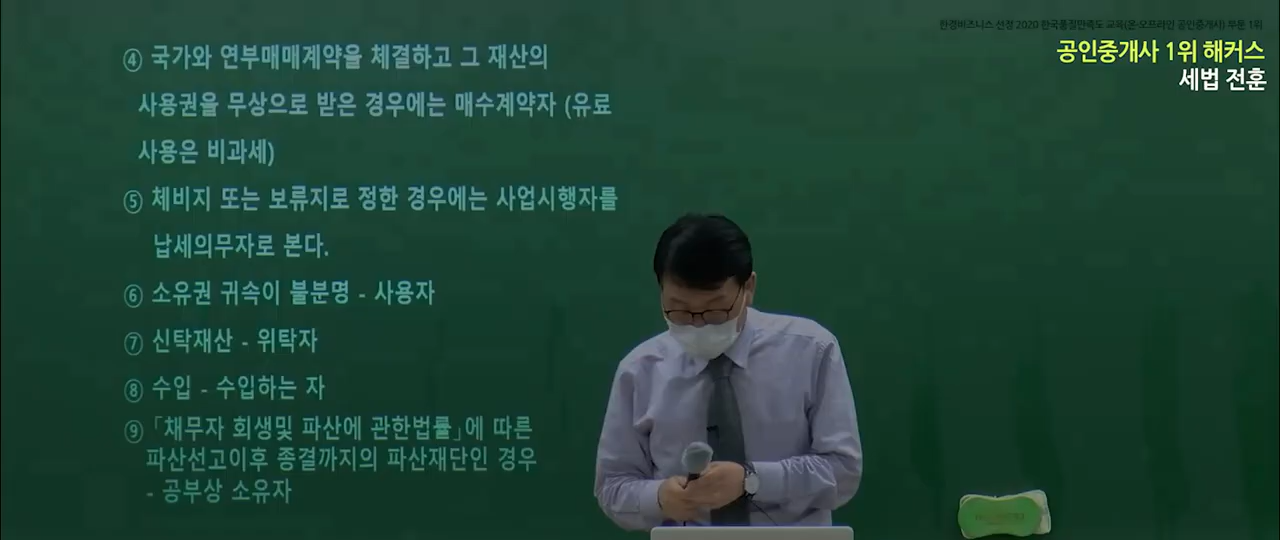 한경비즈니스 선정 2020 한국품질만족도 교육(온·오프라인 공인중개사) 부문 1위
공인중개사 1위 해커스
세법 전훈
④ 국가와 연부매매계약을 체결하고 그 재산의
사용권을 무상으로 받은 경우에는 매수계약자 (유료
사용은 비과세)
⑤ 체비지 또는 보류지로 정한 경우에는 사업시행자를
납세의무자로 본다.
⑥ 소유권 귀속이 불분명 - 사용자
⑦ 신탁재산 - 위탁자
⑧ 수입 - 수입하는 자
⑨ 「채무자 회생및 파산에 관한법률」에 따른
파산선고이후 종결까지의 파산재단인 경우
- 공부상 소유자